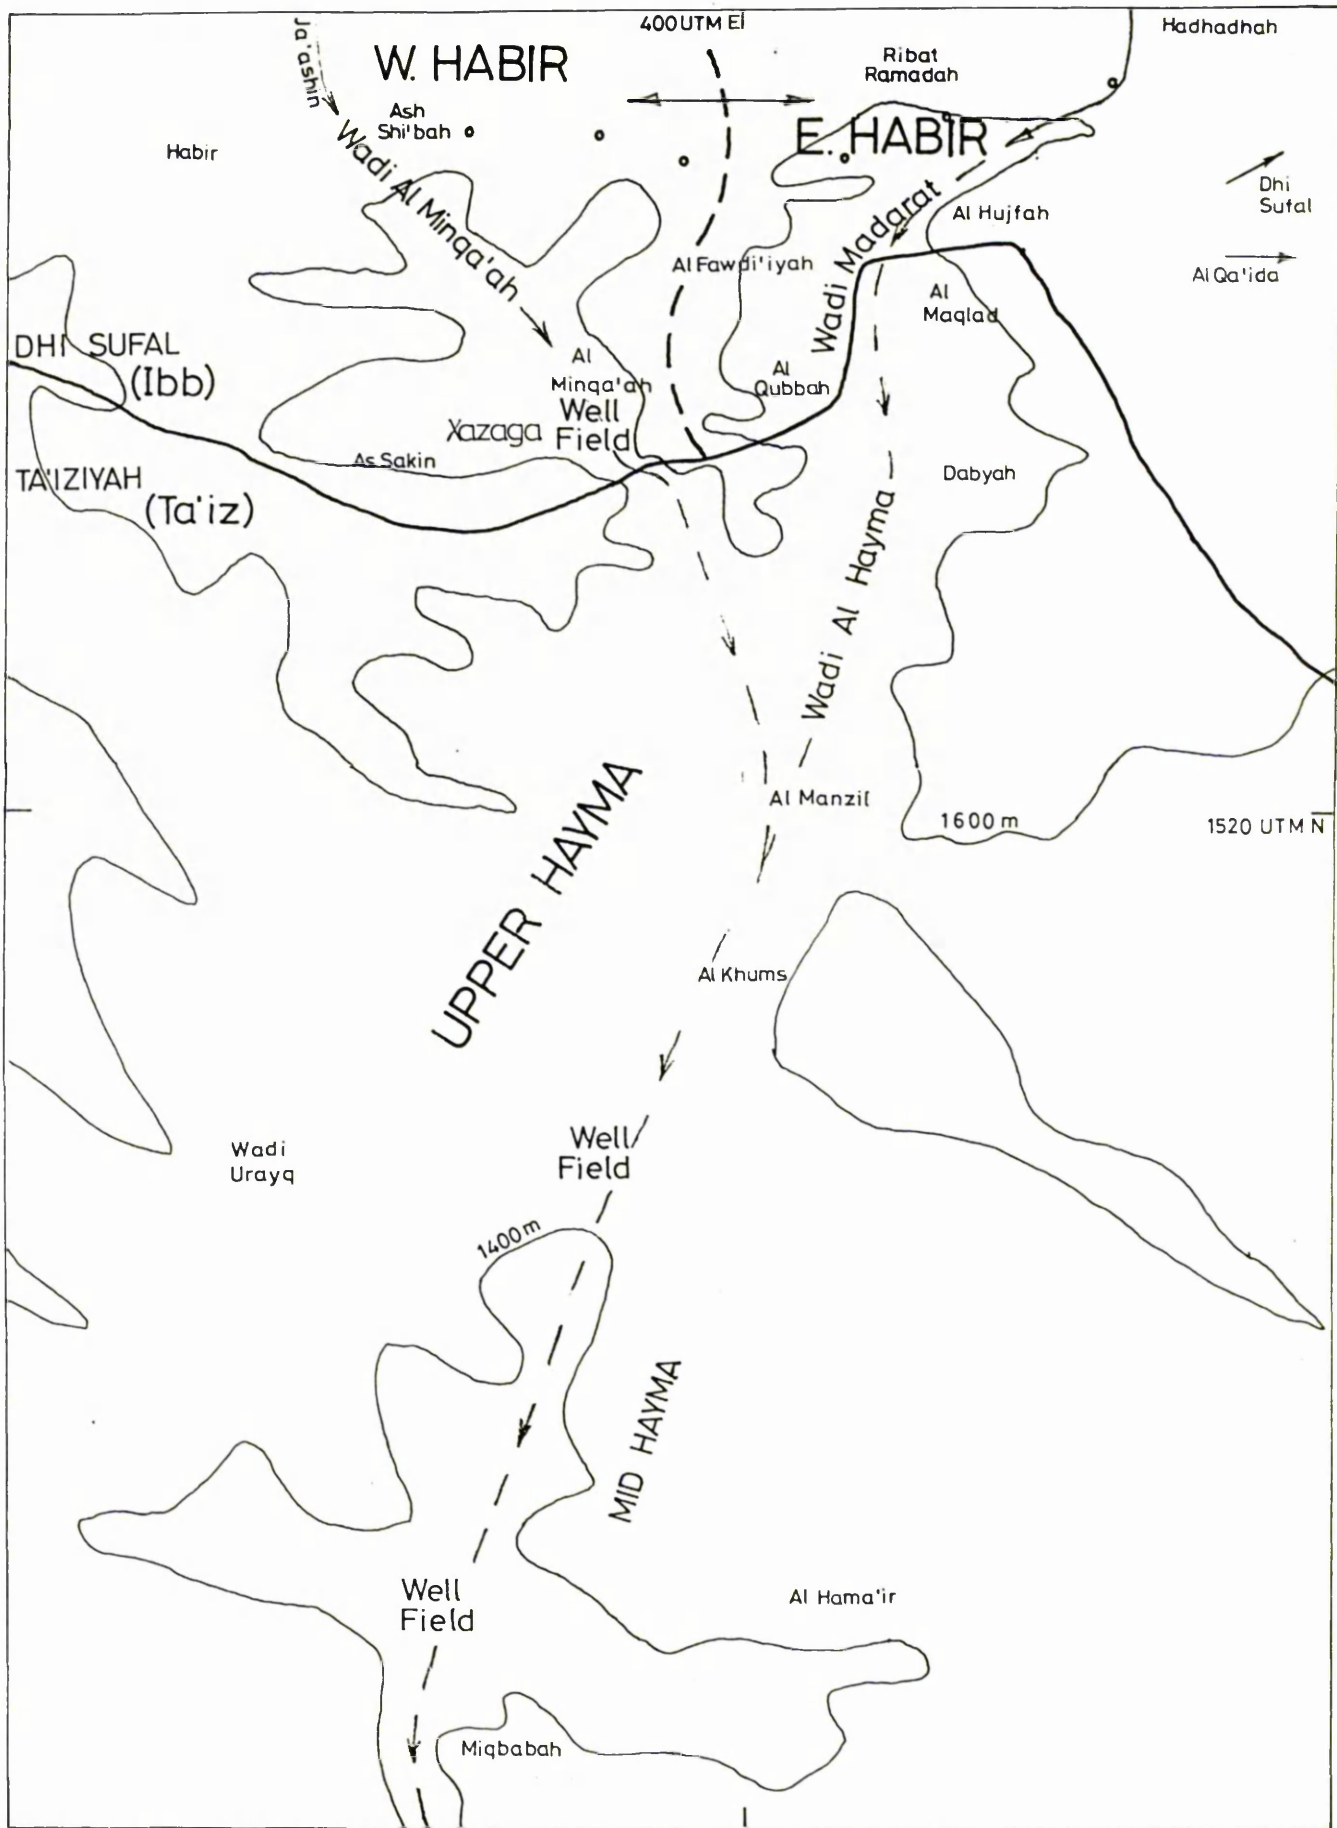 400 UTM E
Hadhadhah
Ja'ashin
W. HABIR
Ribat
Ramadah
Ash
Shi'bah
E. HABIR
Habir
Wadi Al Minqa'ah
Wadi Madarat
Dhi
Sufal
Al Hujfah
Al Fawdi'iyah
Al Qa'ida
Al
Maqlad
DHI SUFAL
(Ibb)
Al
Minqa'ah
Al
Qubbah
Well
Field
As Sakin
Dabyah
TA'IZIYAH
(Ta'iz)
Wadi Al Hayma
Al Manzil
1600 m
1520 UTM N
UPPER HAYMA
Al Khums
Well
Field
Wadi
Urayq
1400 m
MID HAYMA
Well
Field
Al Hama'ir
Miqbabah